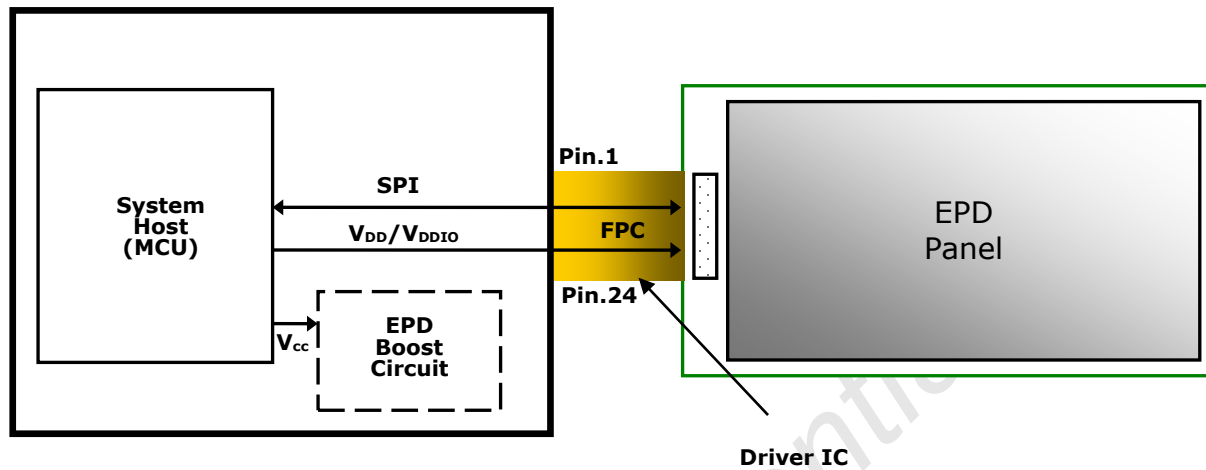 System
Host
(MCU)
SPI
VDD/VDDIO
Vcc
EPD
Boost
Circuit
Pin.1
FPC
Pin.24
EPD
Panel
Driver IC